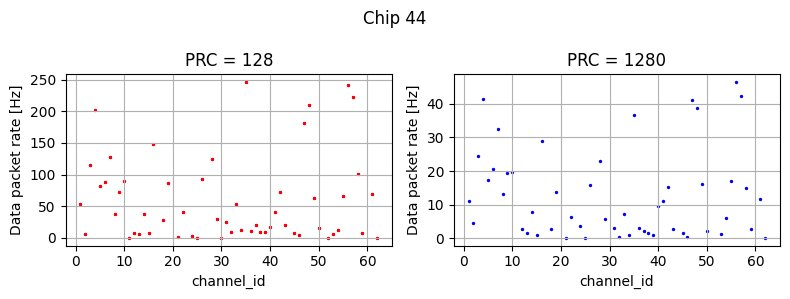 Chip 44
PRC = 128
250
200
150
100
50
0
Data packet rate [Hz]
0 10 20 30 40 50 60
channel_id
PRC = 1280
40
30
20
10
0
Data packet rate [Hz]
0 10 20 30 40 50 60
channel_id